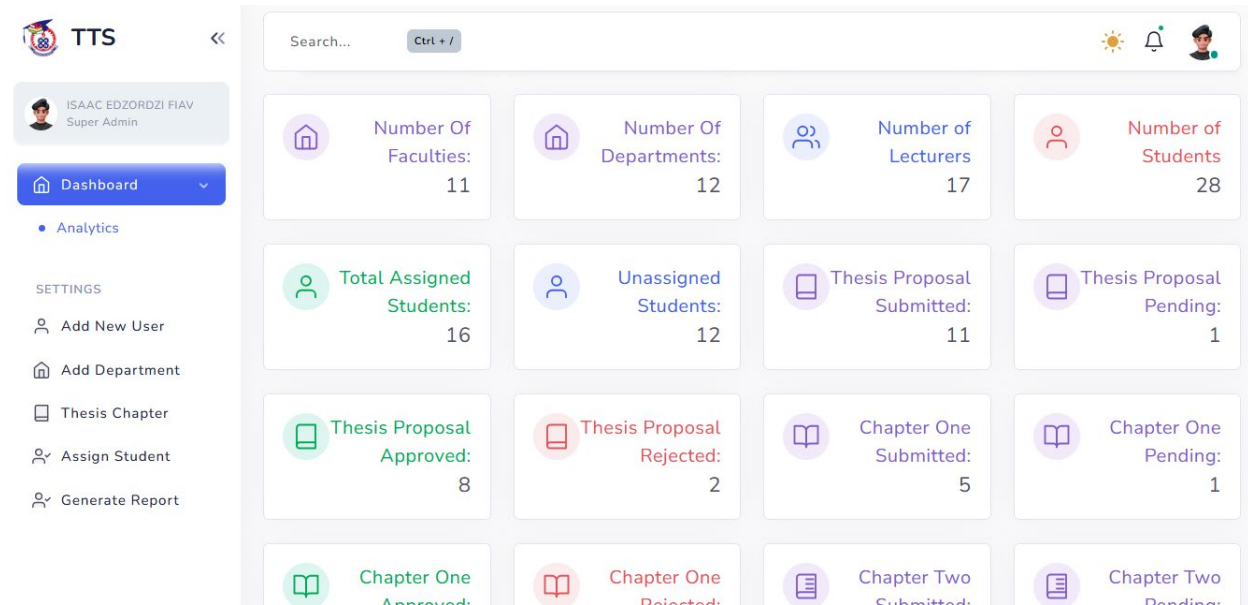 TTS
ISAAC EDZORDZI FIAV
Super Admin
Dashboard
Analytics
SETTINGS
Add New User
Add Department
Thesis Chapter
Assign Student
Generate Report
Search...
Ctrl + /
Number Of
Faculties:
11
Number Of
Departments:
12
Number of
Lecturers
17
Number of
Students
28
Total Assigned
Students:
16
Unassigned
Students:
12
Thesis Proposal
Submitted:
11
Thesis Proposal
Pending:
1
Thesis Proposal
Approved:
8
Thesis Proposal
Rejected:
2
Chapter One
Submitted:
5
Chapter One
Pending:
1
Chapter One
Approved:
Chapter One
Rejected:
Chapter Two
Submitted:
Chapter Two
Pending: